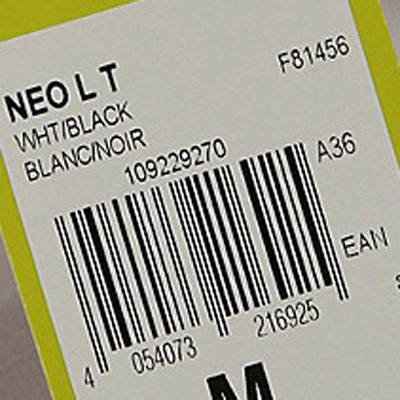 F81456
NEO L T
WHT/BLACK
BLANC/NOIR
109229270
A36
EAN
4 054073 216925
M